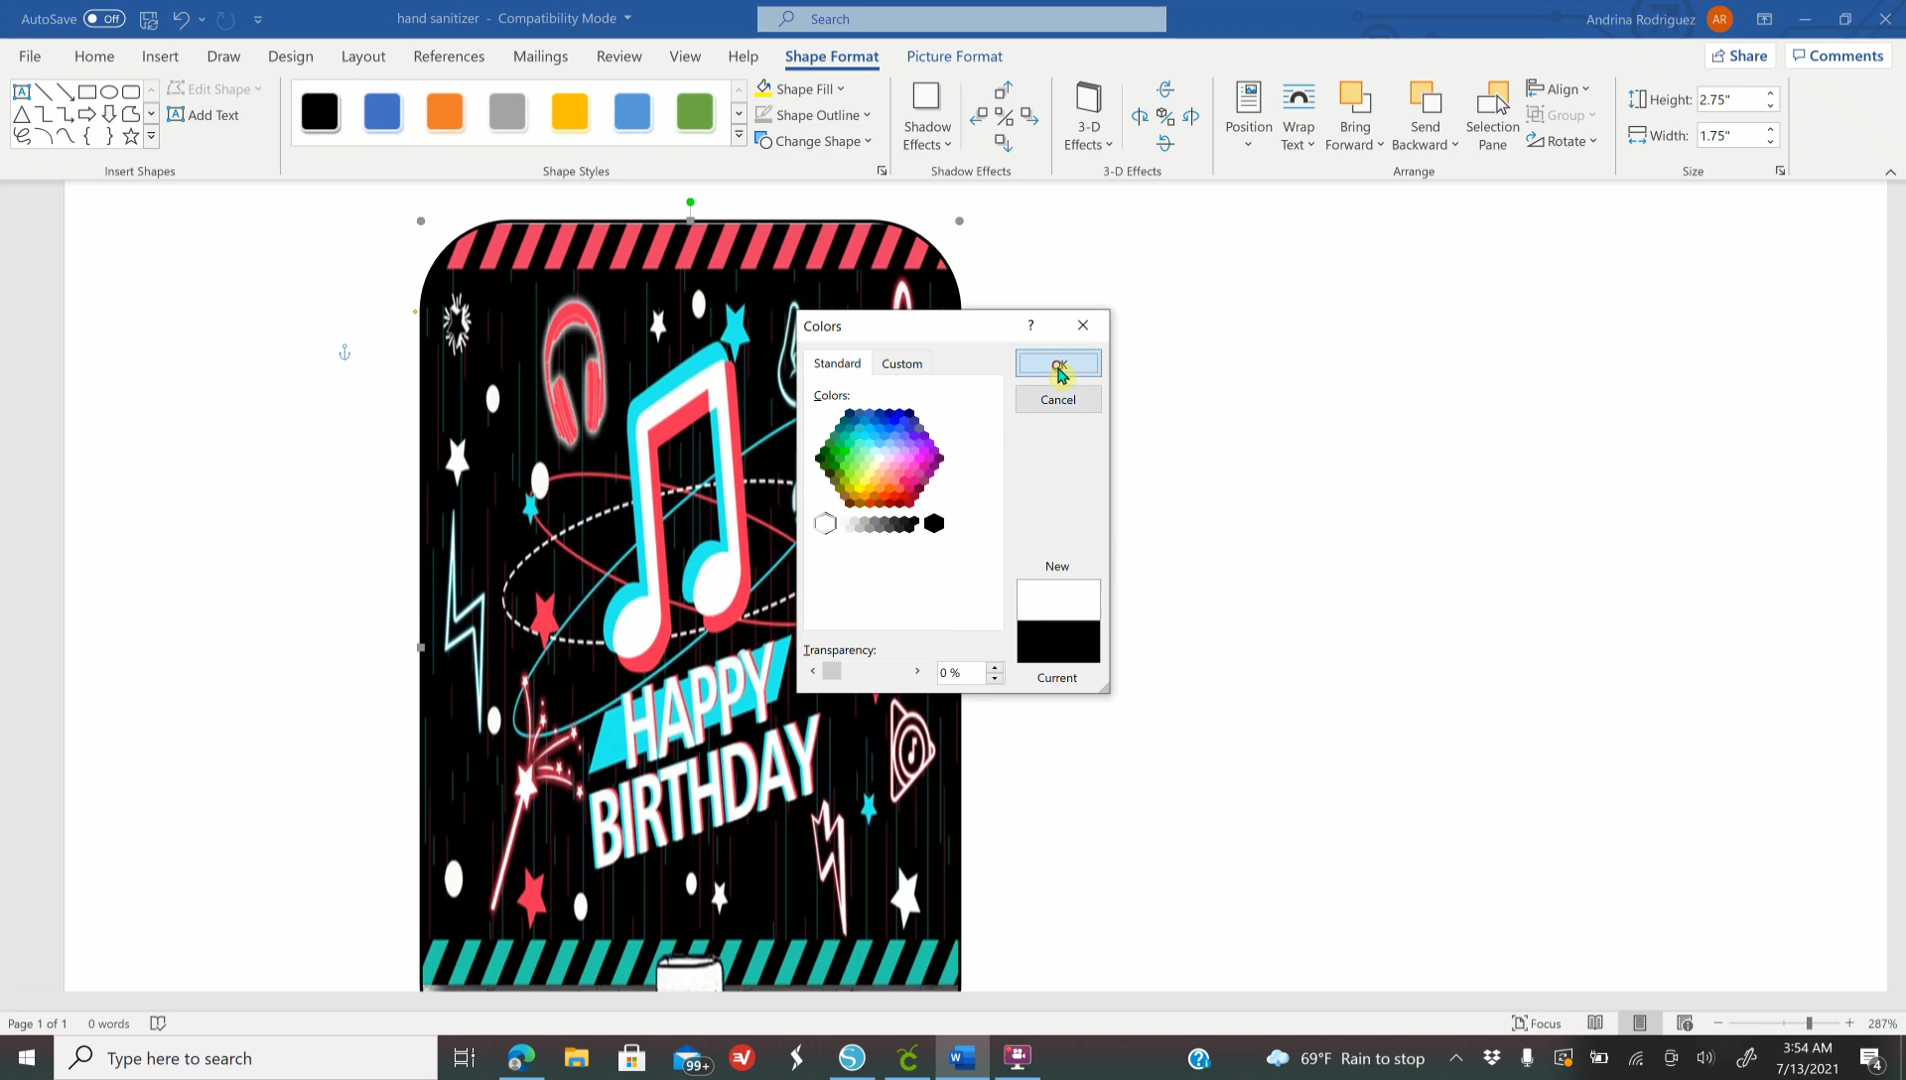 AutoSave Off hand sanitizer - Compatibility Mode Search Andrina Rodriguez AR
File Home Insert Draw Design Layout References Mailings Review View Help Shape Format Picture Format Share Comments
Edit Shape
Add Text
Insert Shapes
Shape Fill
Shape Outline
Change Shape
Shape Styles
Shadow
Effects
Shadow Effects
3-D
Effects
3-D Effects
Position
Wrap
Text
Bring
Forward
Send
Backward
Selection
Pane
Align
Group
Rotate
Arrange
Height: 2.75"
Width: 1.75"
Size
HAPPY
BIRTHDAY
Colors ?
Standard Custom
Colors:
OK
Cancel
New
Current
Transparency:
0 %
Page 1 of 1 0 words Focus 287%
Type here to search 99+ 69°F Rain to stop 3:54 AM
7/13/2021 4